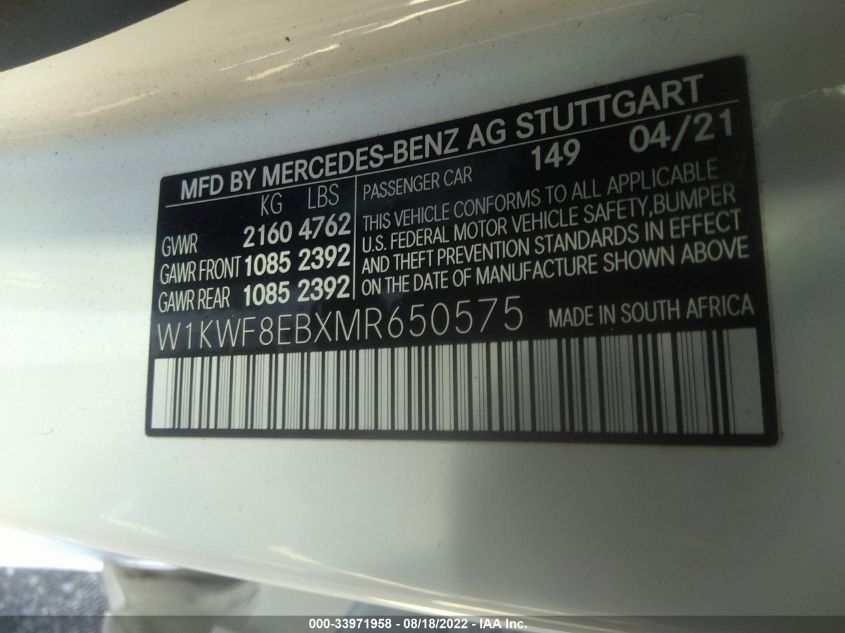 MFD BY MERCEDES-BENZ AG STUTTGART
KG LBS
GVWR 2160 4762
GAWR FRONT 1085 2392
GAWR REAR 1085 2392
PASSENGER CAR 149 04/21
THIS VEHICLE CONFORMS TO ALL APPLICABLE
U.S. FEDERAL MOTOR VEHICLE SAFETY, BUMPER
AND THEFT PREVENTION STANDARDS IN EFFECT
ON THE DATE OF MANUFACTURE SHOWN ABOVE
W1KWF8EBXMR650575 MADE IN SOUTH AFRICA
000-33971958 - 08/18/2022 - IAA Inc.